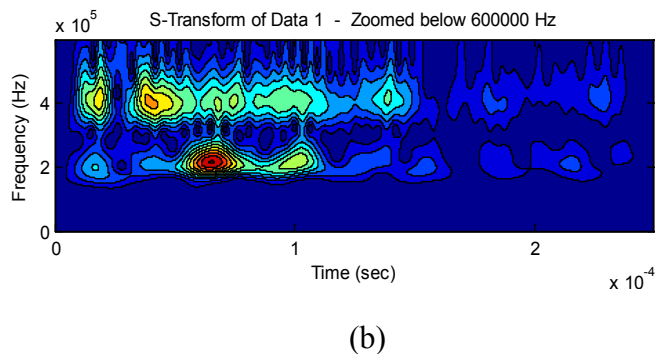 S-Transform of Data 1 - Zoomed below 600000 Hz
x 10^5
Frequency (Hz)
4
2
0
0 1 2
Time (sec)
x 10^-4
(b)